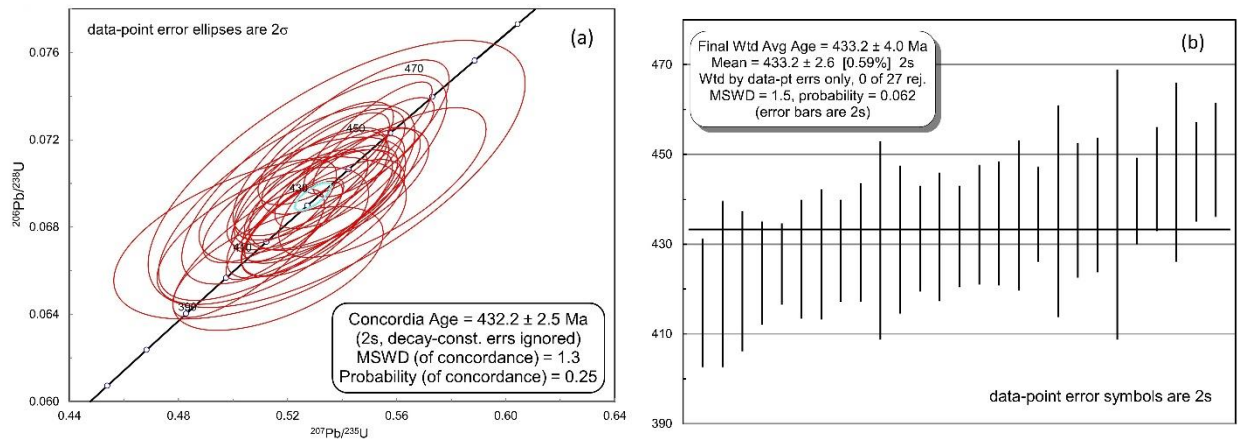 data-point error ellipses are 2σ
(a)
0.076
470
0.072
450
430
0.068
410
390
0.064
0.060
206Pb/238U
Concordia Age = 432.2 ± 2.5 Ma
(2s, decay-const. errs ignored)
MSWD (of concordance) = 1.3
Probability (of concordance) = 0.25
0.44 0.48 0.52 0.56 0.60 0.64
207Pb/235U
(b)
Final Wtd Avg Age = 433.2 ± 4.0 Ma
Mean = 433.2 ± 2.6 [0.59%] 2s
Wtd by data-pt errs only, 0 of 27 rej.
MSWD = 1.5, probability = 0.062
(error bars are 2s)
470
450
430
410
390
data-point error symbols are 2s